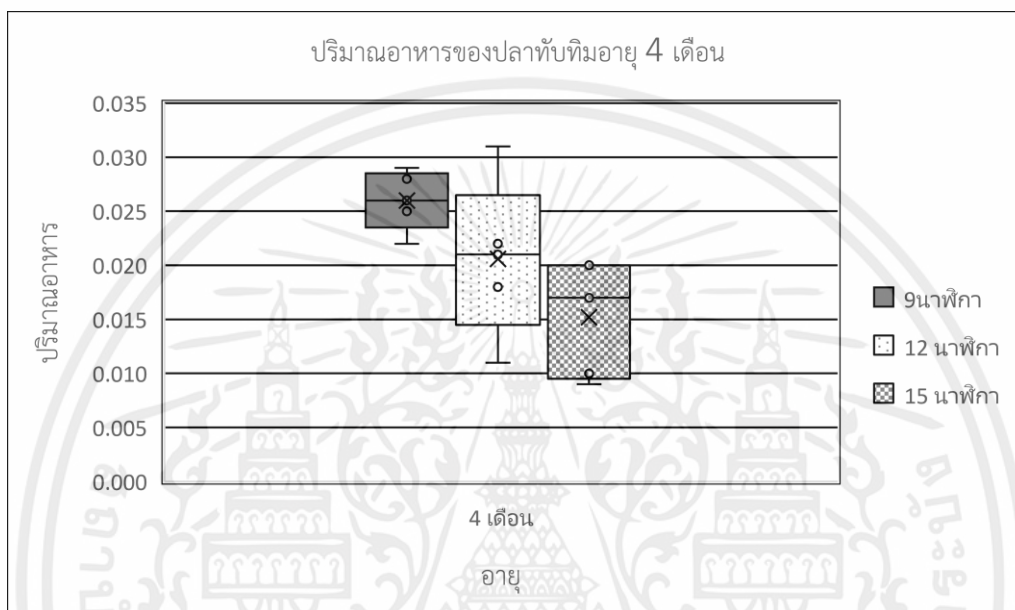 ปริมาณอาหารของปลาทับทิมอายุ 4 เดือน
0.035
0.030
0.025
0.020
0.015
0.010
0.005
0.000
ปริมาณอาหาร
9นาฬิกา
12 นาฬิกา
15 นาฬิกา
4 เดือน
อายุ